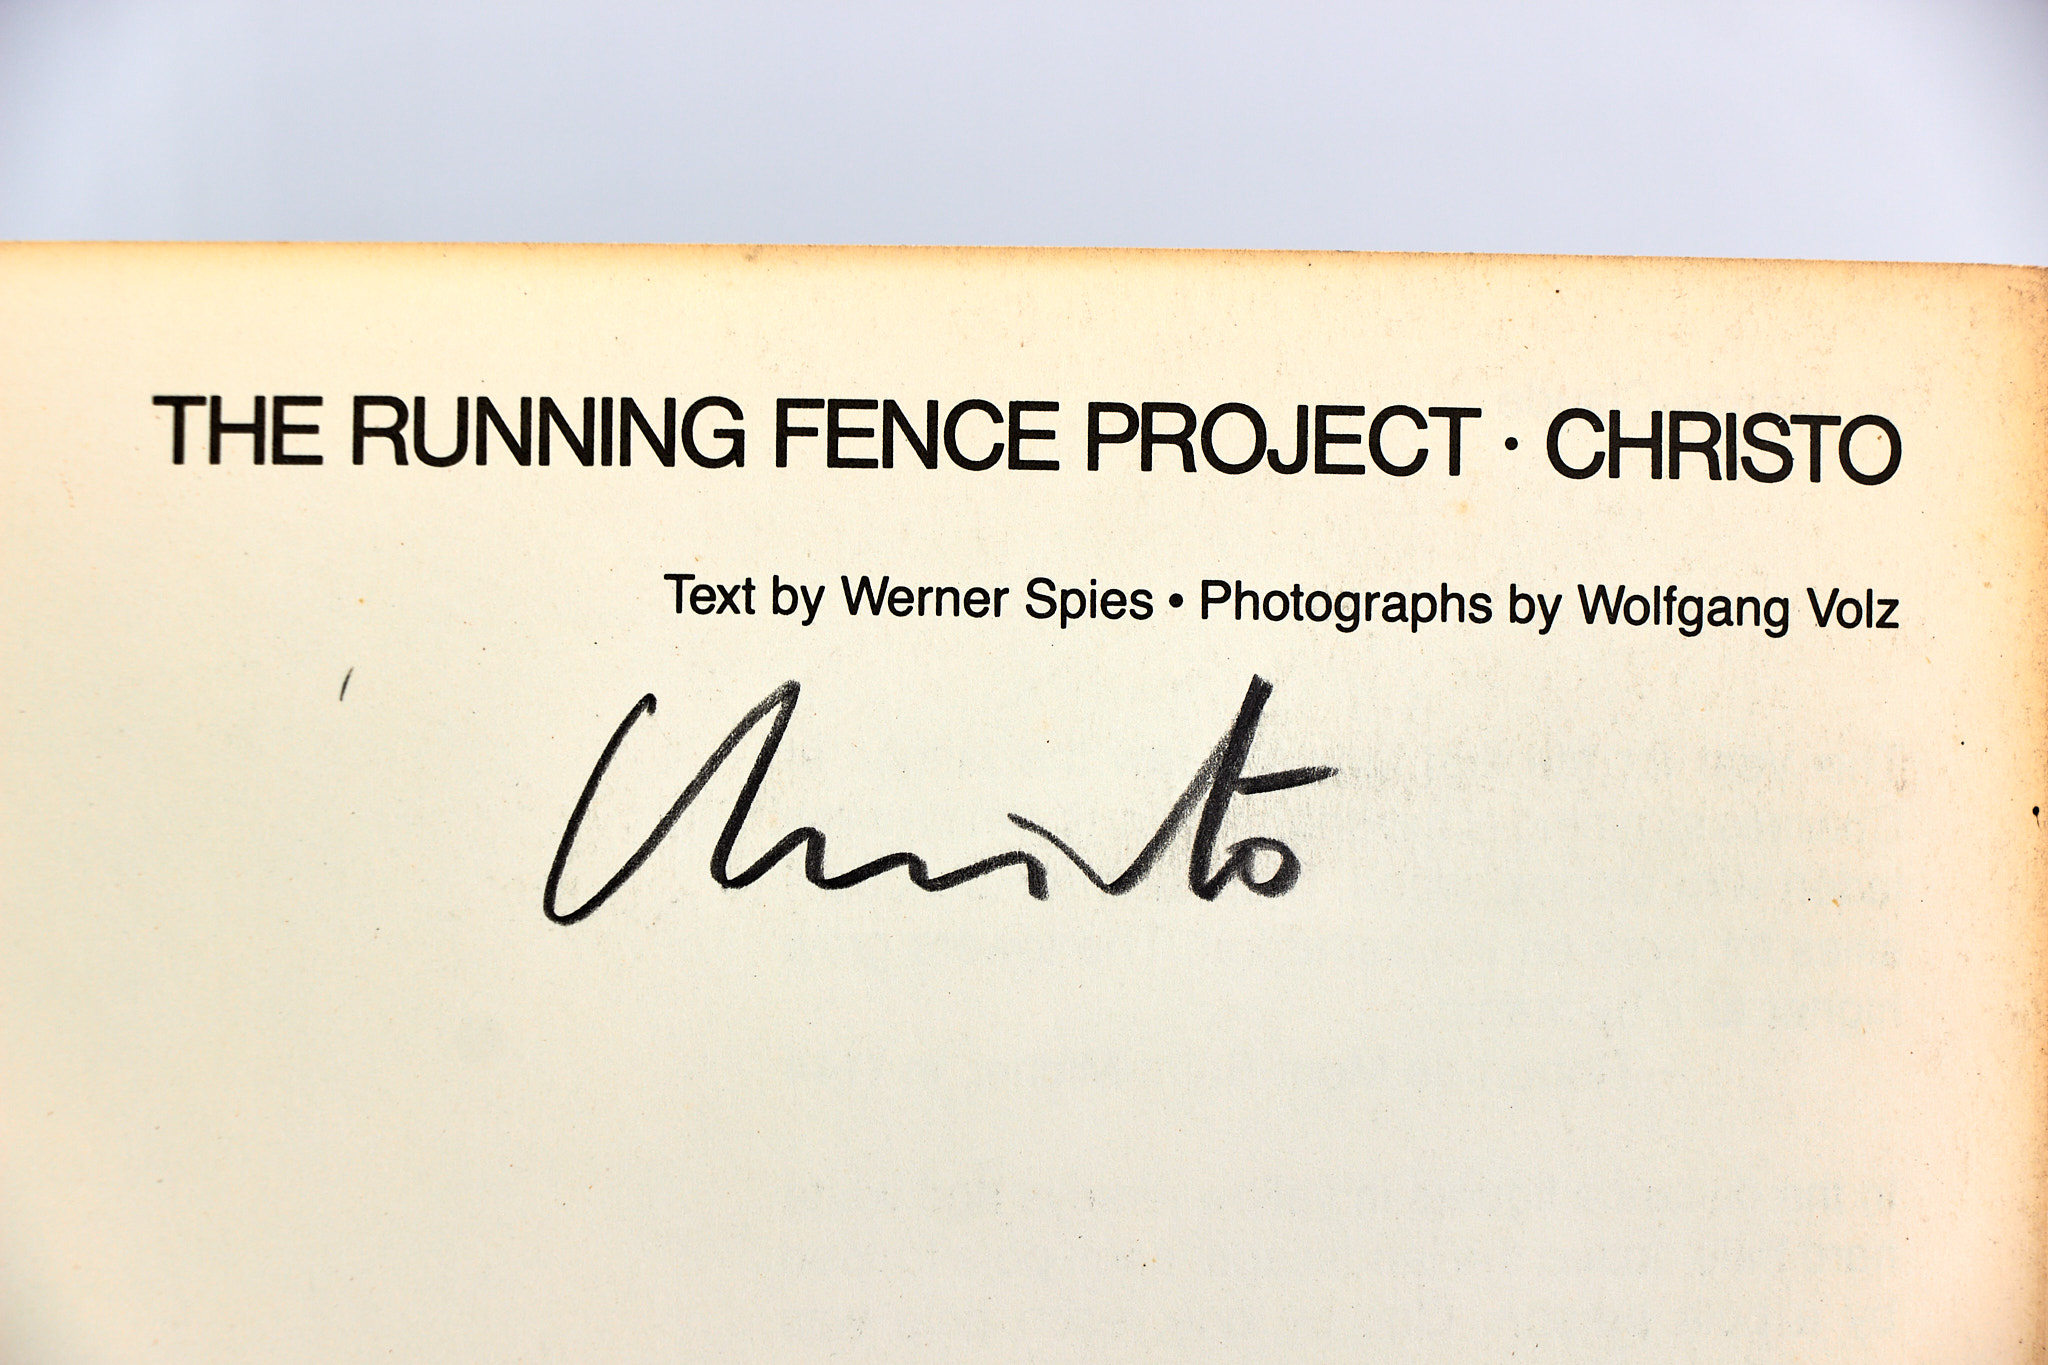 THE RUNNING FENCE PROJECT · CHRISTO
Text by Werner Spies • Photographs by Wolfgang Volz
Christo